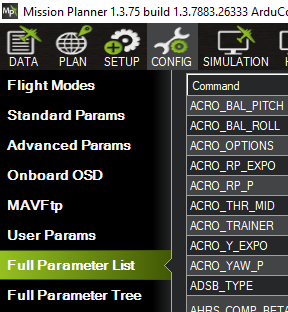 Mission Planner 1.3.75 build 1.3.7883.26333 ArduCo
DATA PLAN SETUP CONFIG SIMULATION
Flight Modes
Standard Params
Advanced Params
Onboard OSD
MAVFtp
User Params
Full Parameter List
Full Parameter Tree
Command
ACRO_BAL_PITCH
ACRO_BAL_ROLL
ACRO_OPTIONS
ACRO_RP_EXPO
ACRO_RP_P
ACRO_THR_MID
ACRO_TRAINER
ACRO_Y_EXPO
ACRO_YAW_P
ADSB_TYPE
AHRS_COMP_BETA